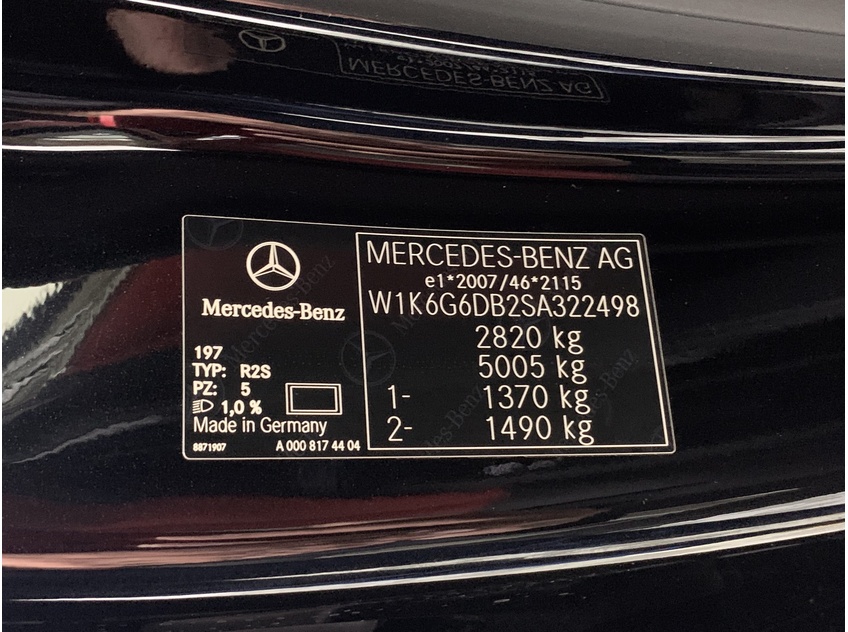 MERCEDES-BENZ AG
Mercedes-Benz
197
TYP: R2S
PZ: 5
1,0 %
Made in Germany
8871907 A 000 817 44 04
MERCEDES-BENZ AG
e1*2007/46*2115
W1K6G6DB2SA322498
2820 kg
5005 kg
1- 1370 kg
2- 1490 kg